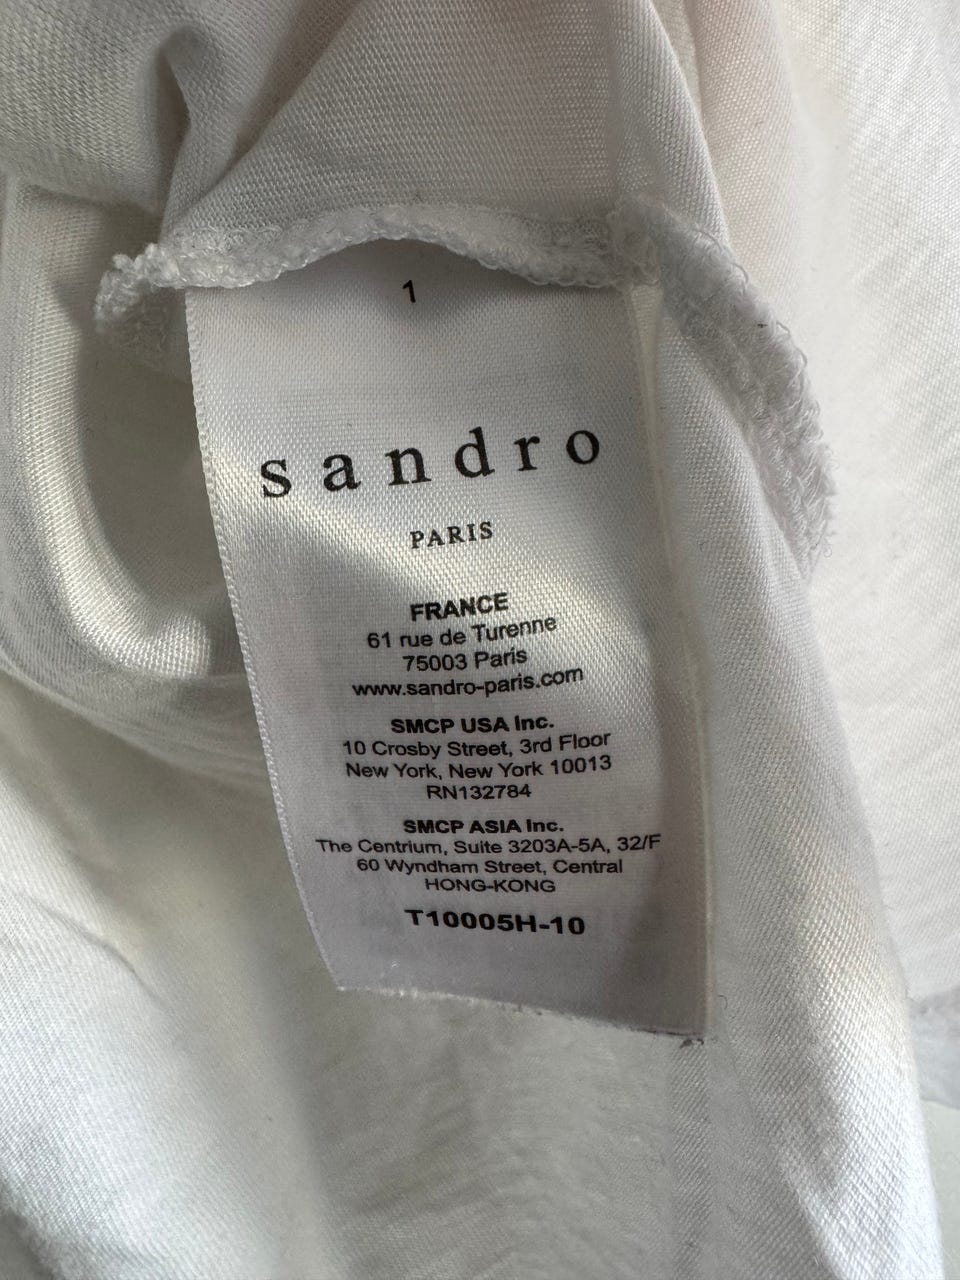 1
sandro
PARIS
FRANCE
61 rue de Turenne
75003 Paris
www.sandro-paris.com
SMCP USA Inc.
10 Crosby Street, 3rd Floor
New York, New York 10013
RN132784
SMCP ASIA Inc.
The Centrium, Suite 3203A-5A, 32/F
60 Wyndham Street, Central
HONG-KONG
T10005H-10